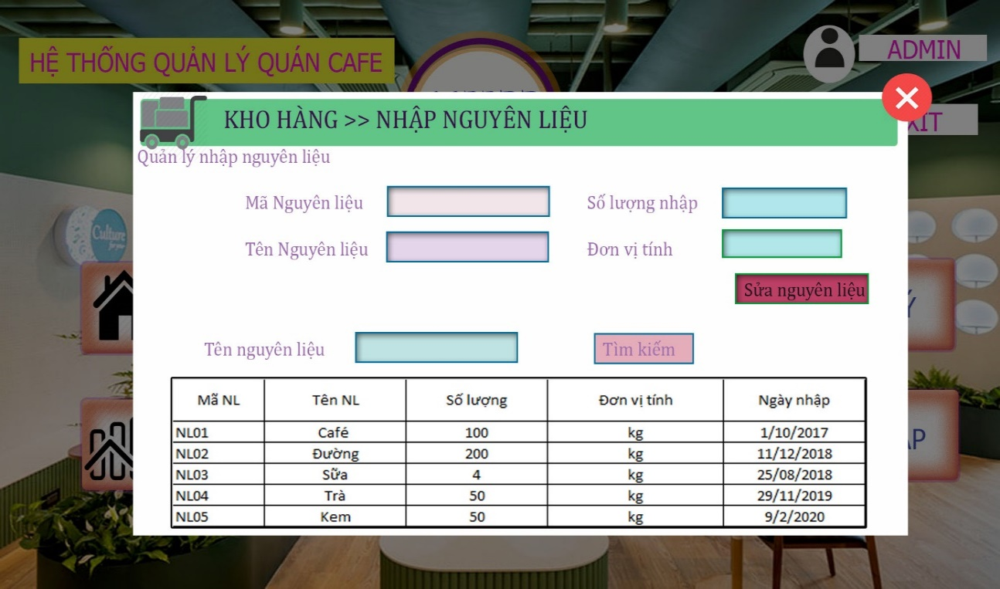 HỆ THỐNG QUẢN LÝ QUÁN CAFE
ADMIN
XIT
KHO HÀNG >> NHẬP NGUYÊN LIỆU
Quản lý nhập nguyên liệu
Mã Nguyên liệu
Số lượng nhập
Tên Nguyên liệu
Đơn vị tính
Sửa nguyên liệu
Tên nguyên liệu
Tìm kiếm
Mã NL Tên NL Số lượng Đơn vị tính Ngày nhập
NL01 Café 100 kg 1/10/2017
NL02 Đường 200 kg 11/12/2018
NL03 Sữa 4 kg 25/08/2018
NL04 Trà 50 kg 29/11/2019
NL05 Kem 50 kg 9/2/2020
Culture
for you